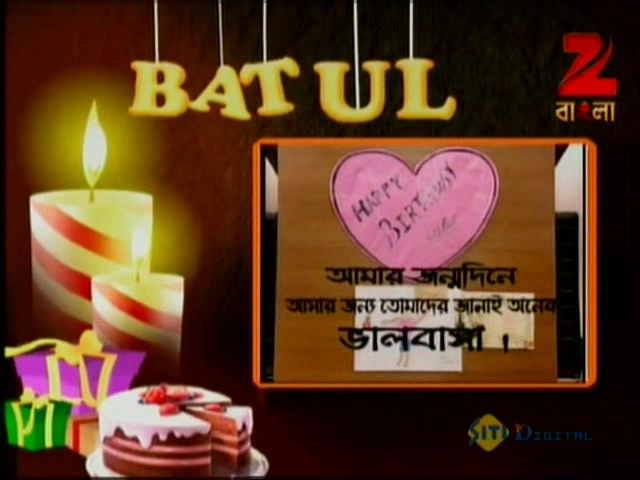 BATUL
বাংলা
HAPPY
BIRTHDAY
আমার জন্মদিনে
আমার জন্য তোমাদের জানাই অনেক
ভালবাসা ।
SITI DIGITAL